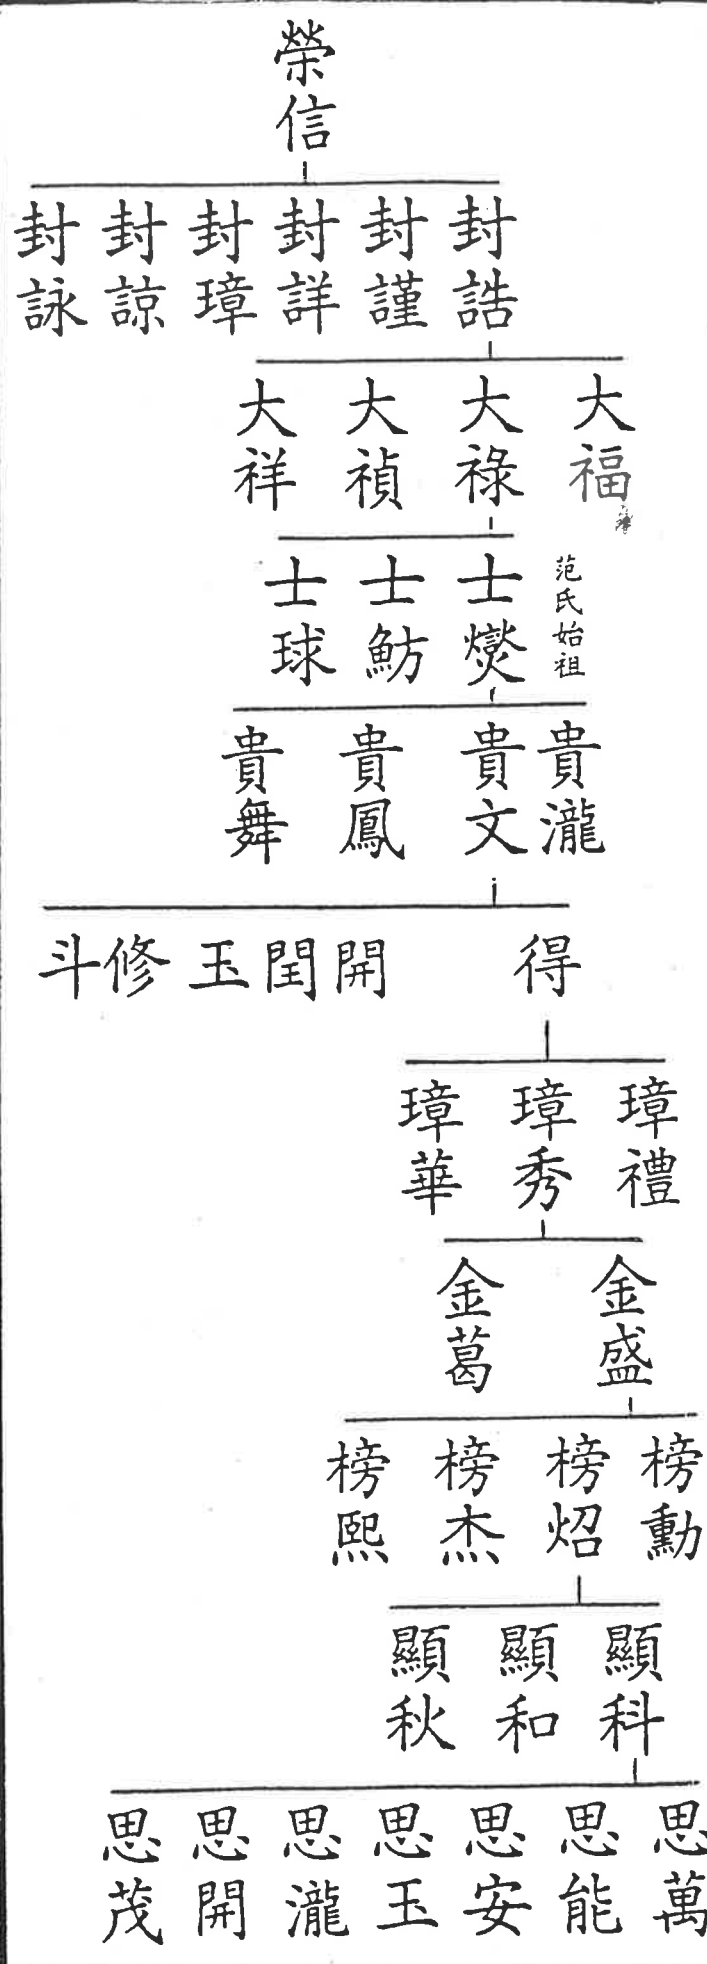 榮信
封誥 封謹 封詳 封璋 封諒 封詠
大福 大祿 大禎 大祥
范氏始祖
士燮 士魴 士球
貴瀧 貴文 貴鳳 貴舞
得 開 閏 玉 修 斗
璋禮 璋秀 璋華
金盛 金葛
榜勳 榜炤 榜杰 榜熙
顯科 顯和 顯秋
思萬 思能 思安 思玉 思瀧 思開 思茂